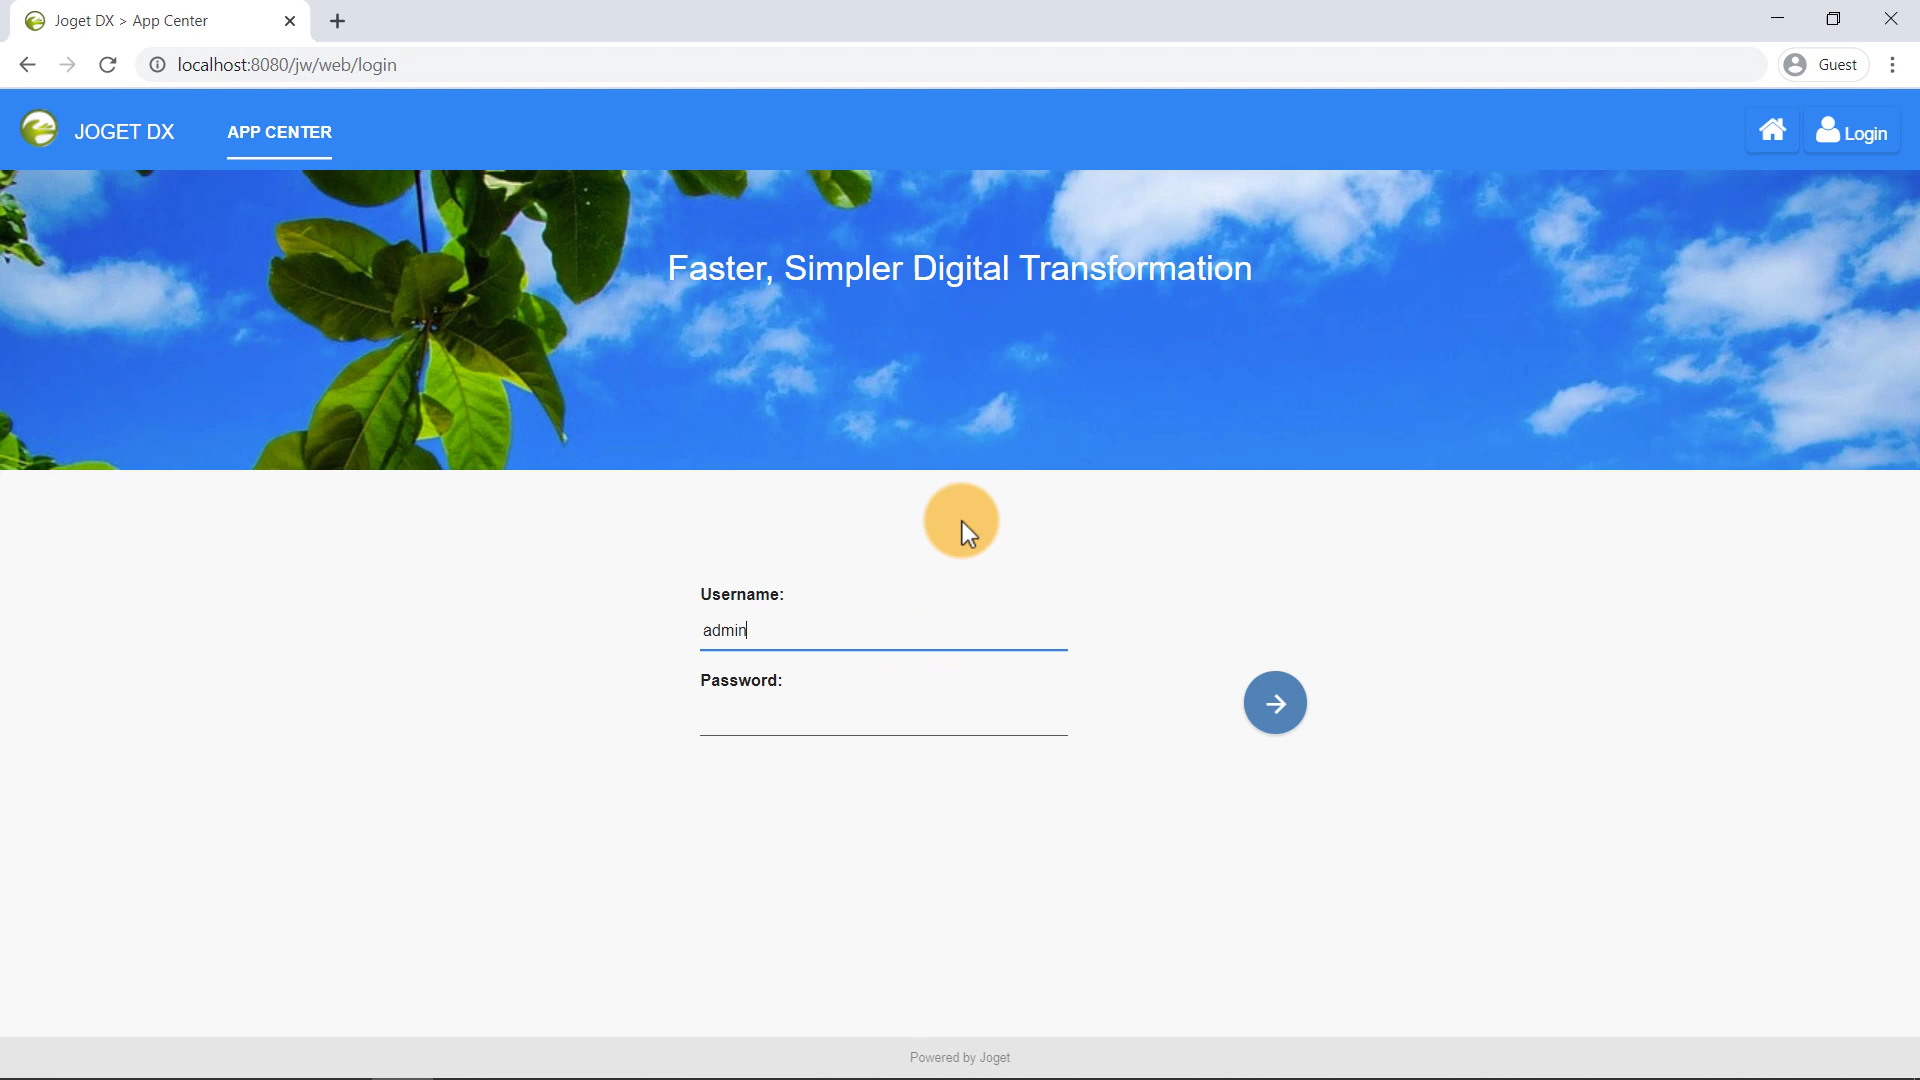 Joget DX > App Center
localhost:8080/jw/web/login
Guest
JOGET DX
APP CENTER
Login
Faster, Simpler Digital Transformation
Username:
admin
Password:
Powered by Joget